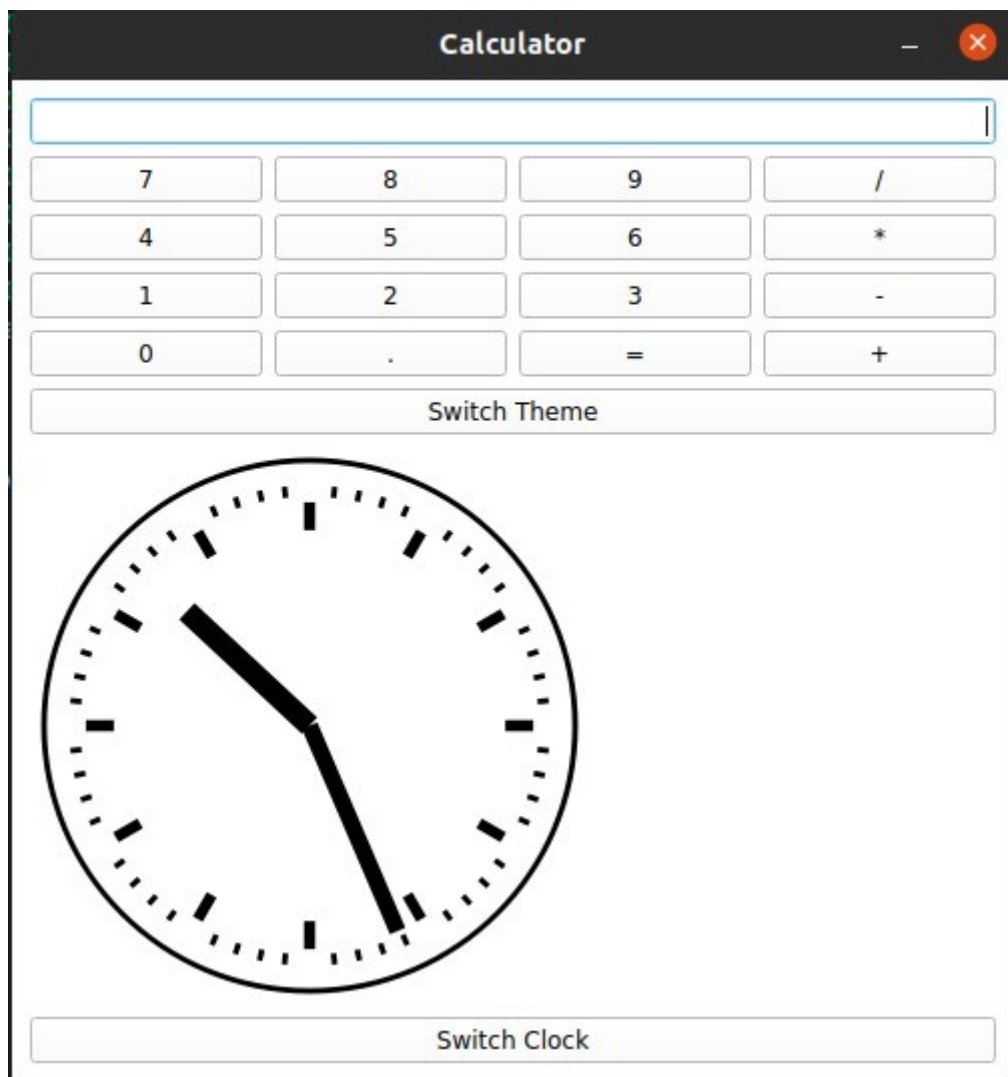 Calculator
7 8 9 /
4 5 6 *
1 2 3 -
0 . = +
Switch Theme
Switch Clock